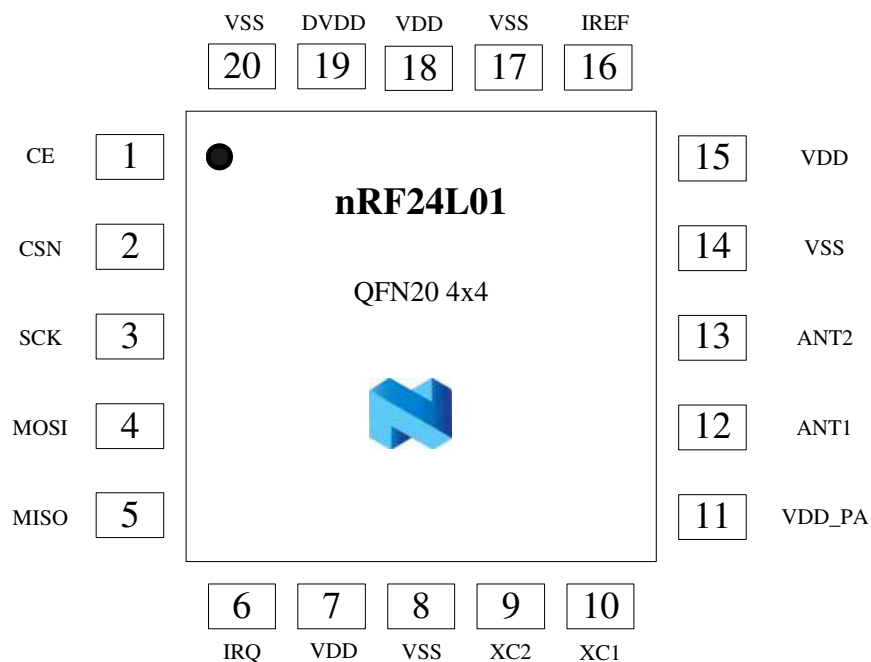 VSS DVDD VDD VSS IREF
20 19 18 17 16
CE 1 15 VDD
nRF24L01
CSN 2 14 VSS
QFN20 4x4
SCK 3 13 ANT2
MOSI 4 12 ANT1
MISO 5 11 VDD_PA
6 7 8 9 10
IRQ VDD VSS XC2 XC1